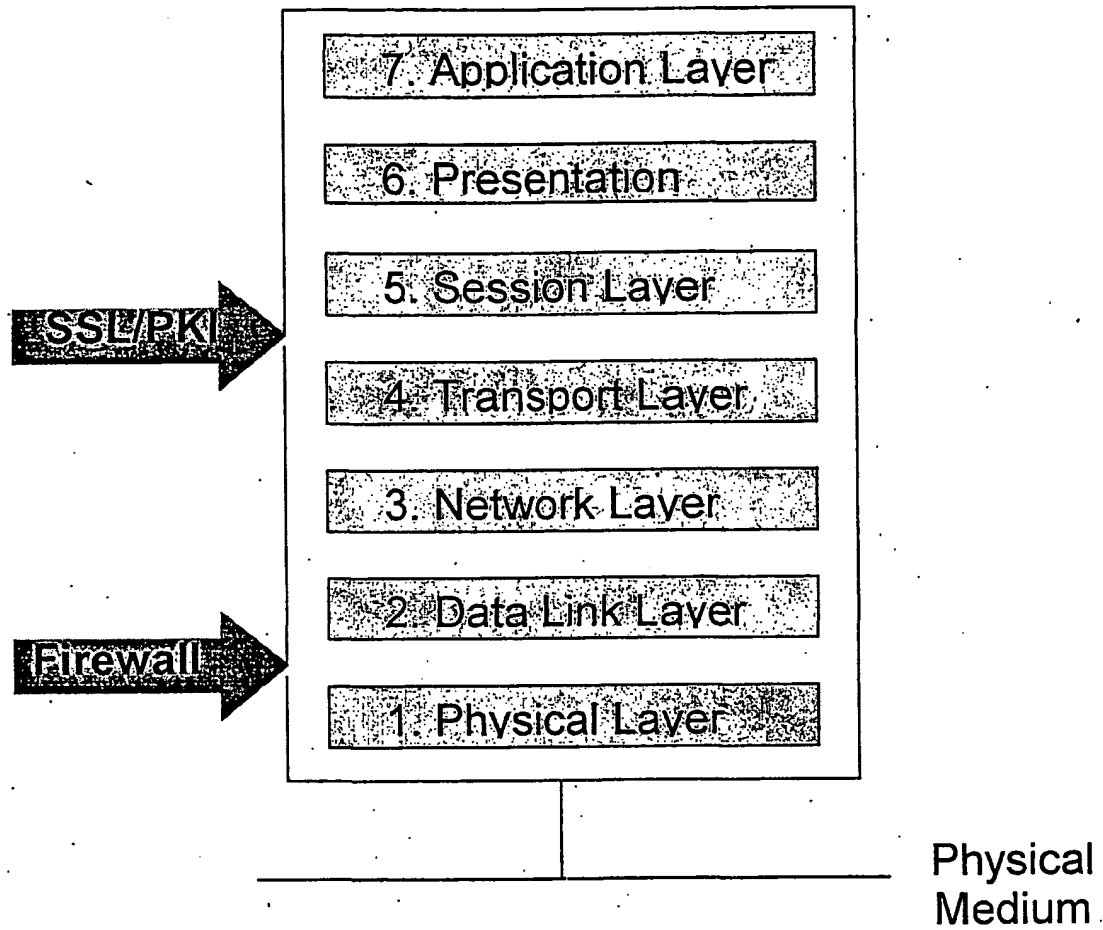 7. Application Layer
6. Presentation
5. Session Layer
SSL/PKI
4. Transport Layer
3. Network Layer
2. Data Link Layer
Firewall
1. Physical Layer
Physical
Medium